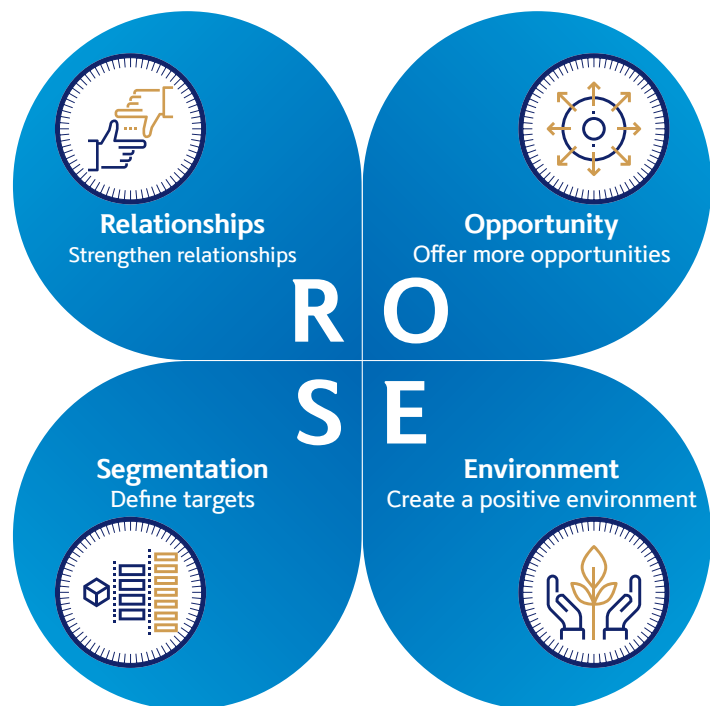 Relationships
Strengthen relationships
Opportunity
Offer more opportunities
R O
S E
Segmentation
Define targets
Environment
Create a positive environment